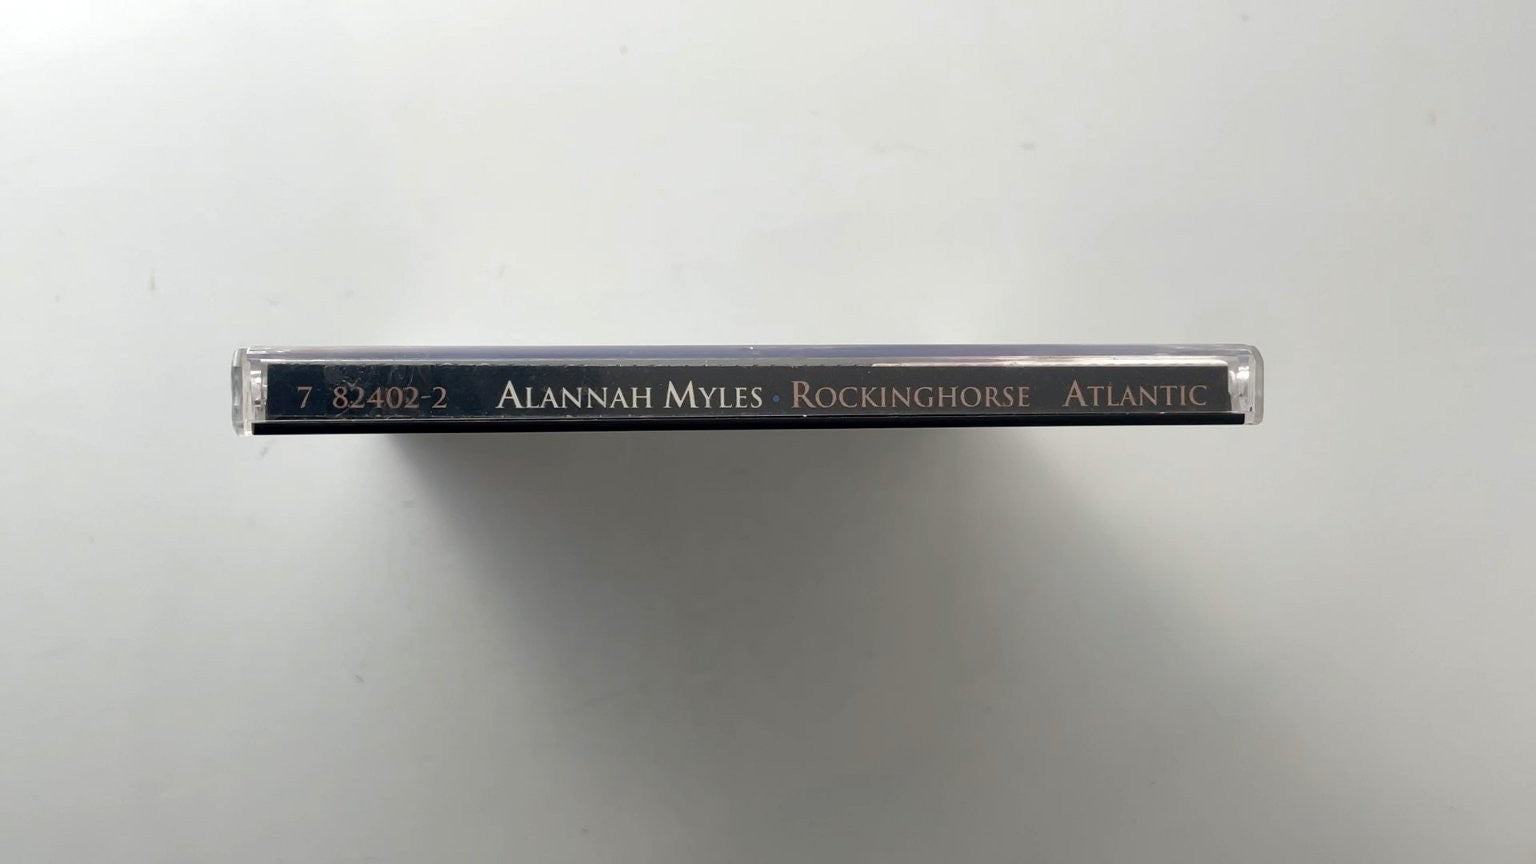 7 82402-2 ALANNAH MYLES • ROCKINGHORSE ATLANTIC